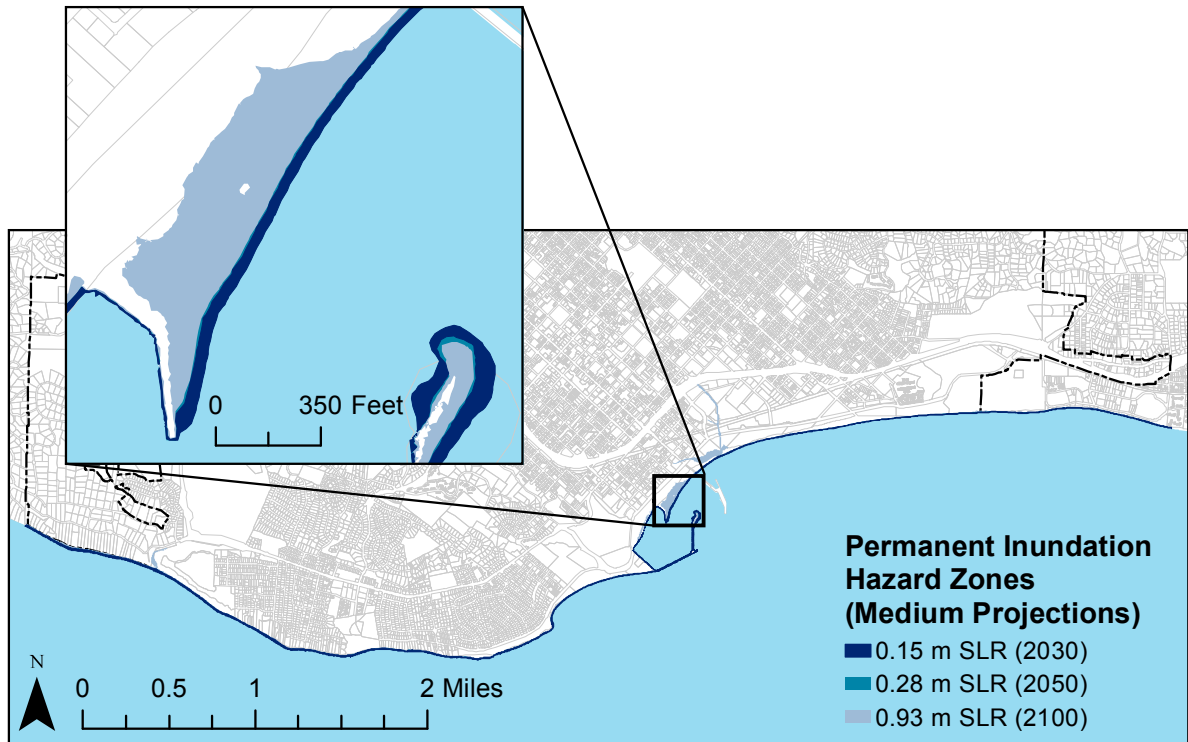 0 350 Feet
Permanent Inundation
Hazard Zones
(Medium Projections)
0.15 m SLR (2030)
0.28 m SLR (2050)
0.93 m SLR (2100)
N
0 0.5 1 2 Miles